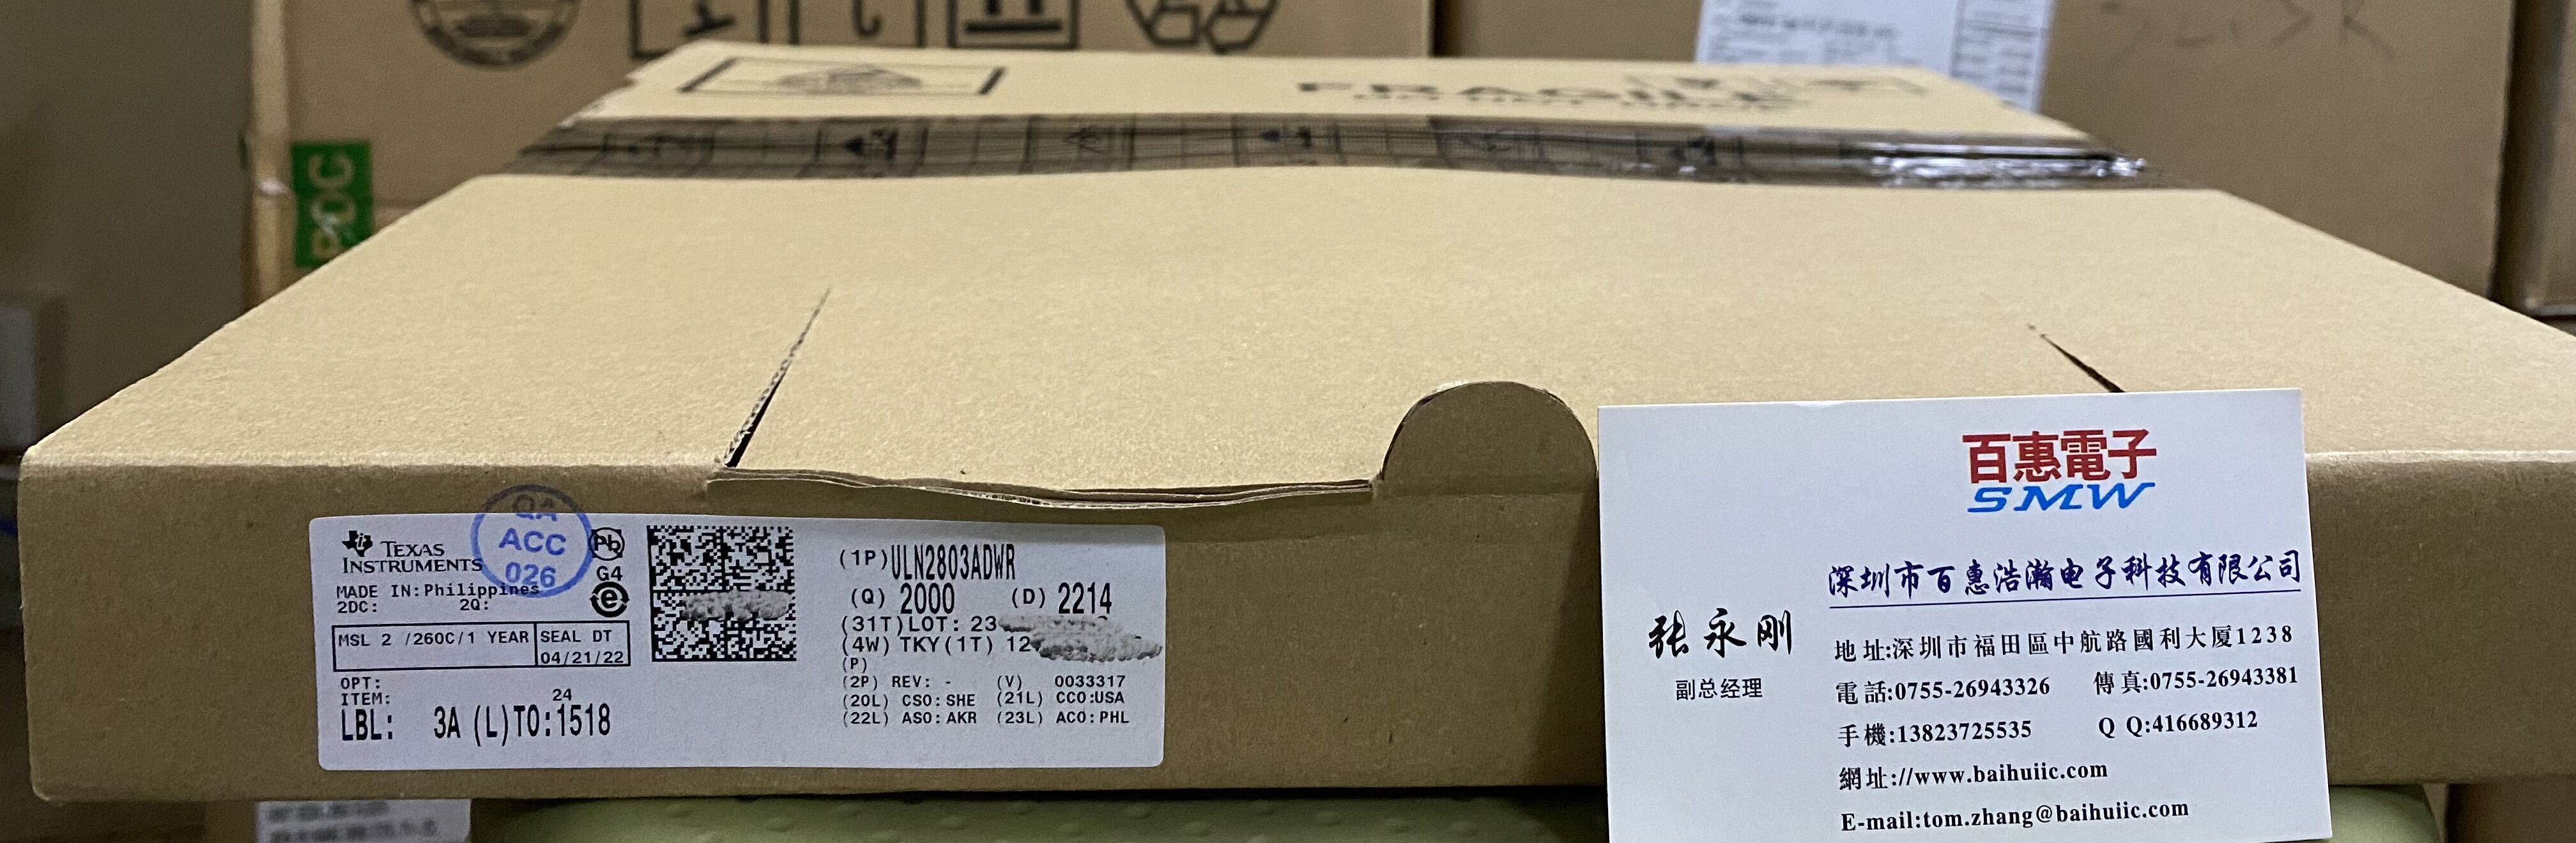 FRAGILE
POC
TEXAS
INSTRUMENTS
QA
ACC
026
Pb
G4
e
MADE IN:Philippines
2DC: 2Q:
MSL 2 /260C/1 YEAR
SEAL DT
04/21/22
OPT:
ITEM: 24
LBL: 3A (L)TO:1518
(1P)ULN2803ADWR
(Q) 2000 (D) 2214
(31T)LOT: 23
(4W) TKY(1T) 12
(P)
(2P) REV: - (V) 0033317
(20L) CSO:SHE (21L) CCO:USA
(22L) ASO:AKR (23L) ACO:PHL
百惠電子
SMW
深圳市百惠浩瀚电子科技有限公司
张永刚
副总经理
地址:深圳市福田區中航路國利大厦1238
電話:0755-26943326 傳真:0755-26943381
手機:13823725535 Q Q:416689312
網址://www.baihuiic.com
E-mail:tom.zhang@baihuiic.com